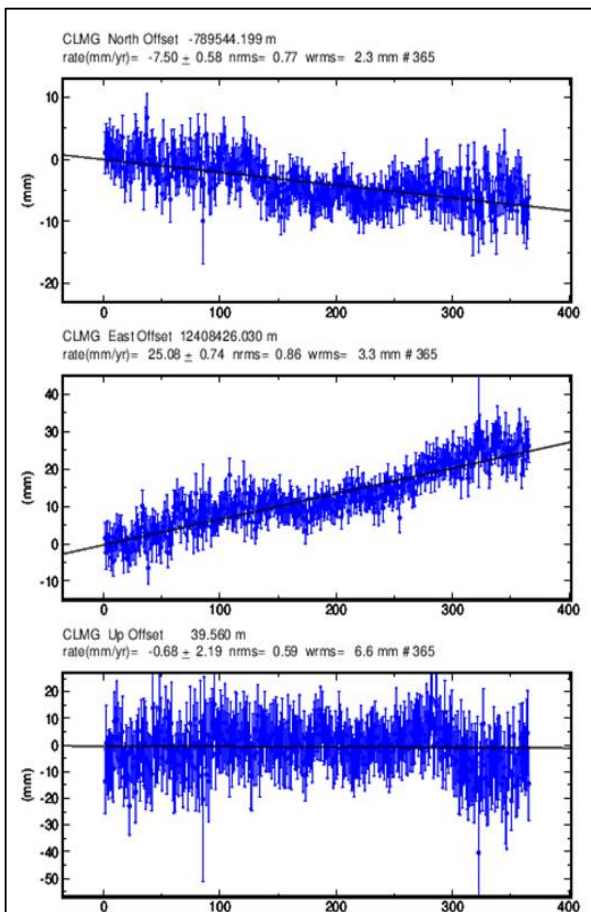 CLMG North Offset -789544.199 m
rate(mm/yr)= -7.50 ± 0.58 nrms= 0.77 wrms= 2.3 mm # 365
10
0
-10
-20
(mm)
0 100 200 300 400
CLMG East Offset 12408426.030 m
rate(mm/yr)= 25.08 ± 0.74 nrms= 0.86 wrms= 3.3 mm # 365
40
30
20
10
0
-10
(mm)
0 100 200 300 400
CLMG Up Offset 39.560 m
rate(mm/yr)= -0.68 ± 2.19 nrms= 0.59 wrms= 6.6 mm # 365
20
10
0
-10
-20
-30
-40
-50
(mm)
0 100 200 300 400